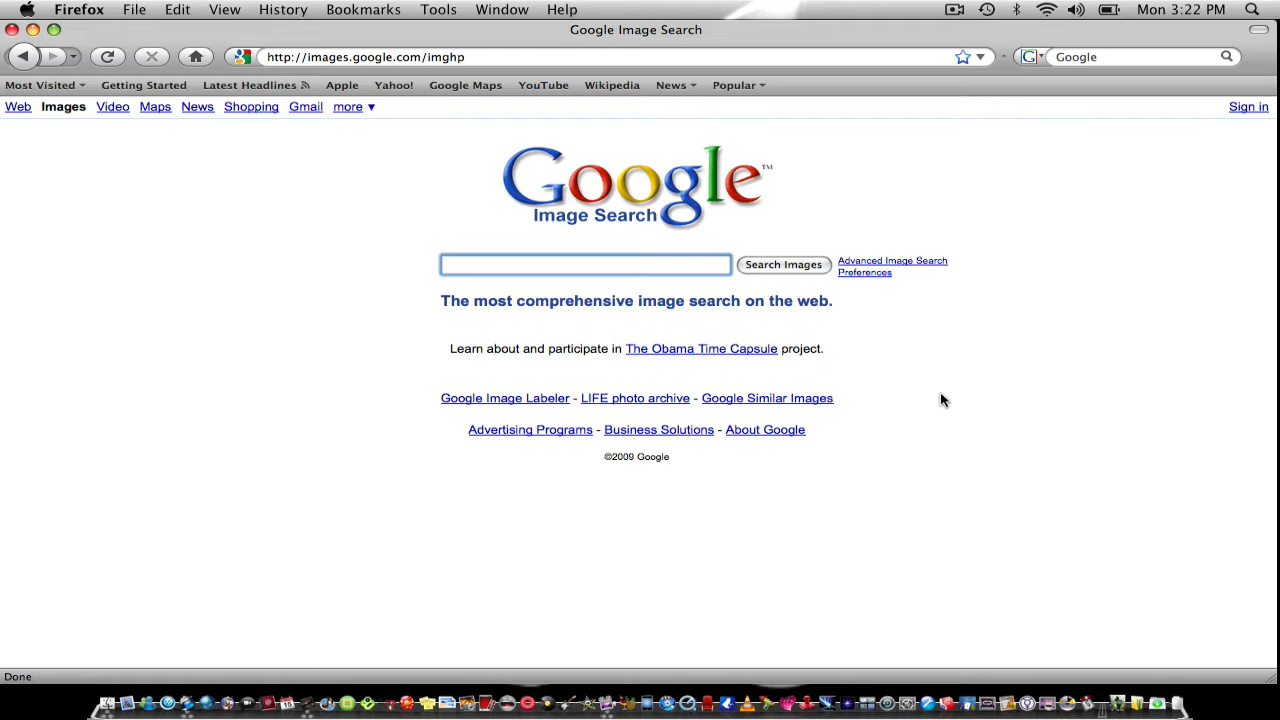 Firefox File Edit View History Bookmarks Tools Window Help Mon 3:22 PM
Google Image Search
http://images.google.com/imghp Google
Most Visited Getting Started Latest Headlines Apple Yahoo! Google Maps YouTube Wikipedia News Popular
Web Images Video Maps News Shopping Gmail more Sign in
Google™
Image Search
Search Images Advanced Image Search
Preferences
The most comprehensive image search on the web.
Learn about and participate in The Obama Time Capsule project.
Google Image Labeler - LIFE photo archive - Google Similar Images
Advertising Programs - Business Solutions - About Google
©2009 Google
Done